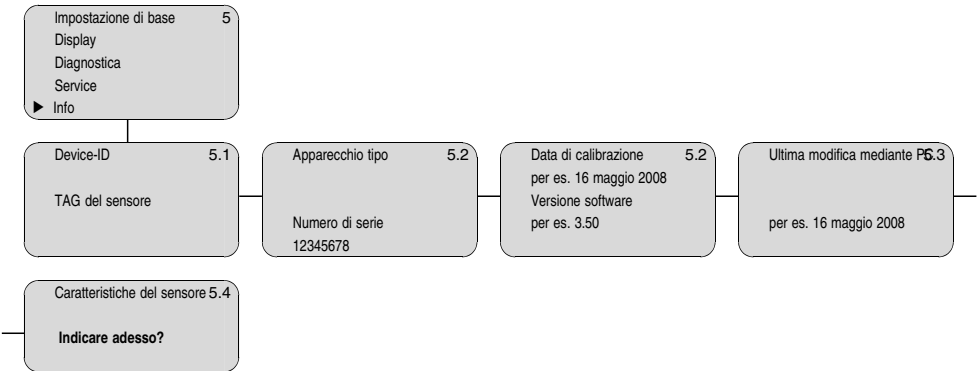 Impostazione di base 5
Display
Diagnostica
Service
▶ Info
Device-ID 5.1
TAG del sensore
Apparecchio tipo 5.2
Numero di serie
12345678
Data di calibrazione 5.2
per es. 16 maggio 2008
Versione software
per es. 3.50
Ultima modifica mediante PC 5.3
per es. 16 maggio 2008
Caratteristiche del sensore 5.4
Indicare adesso?